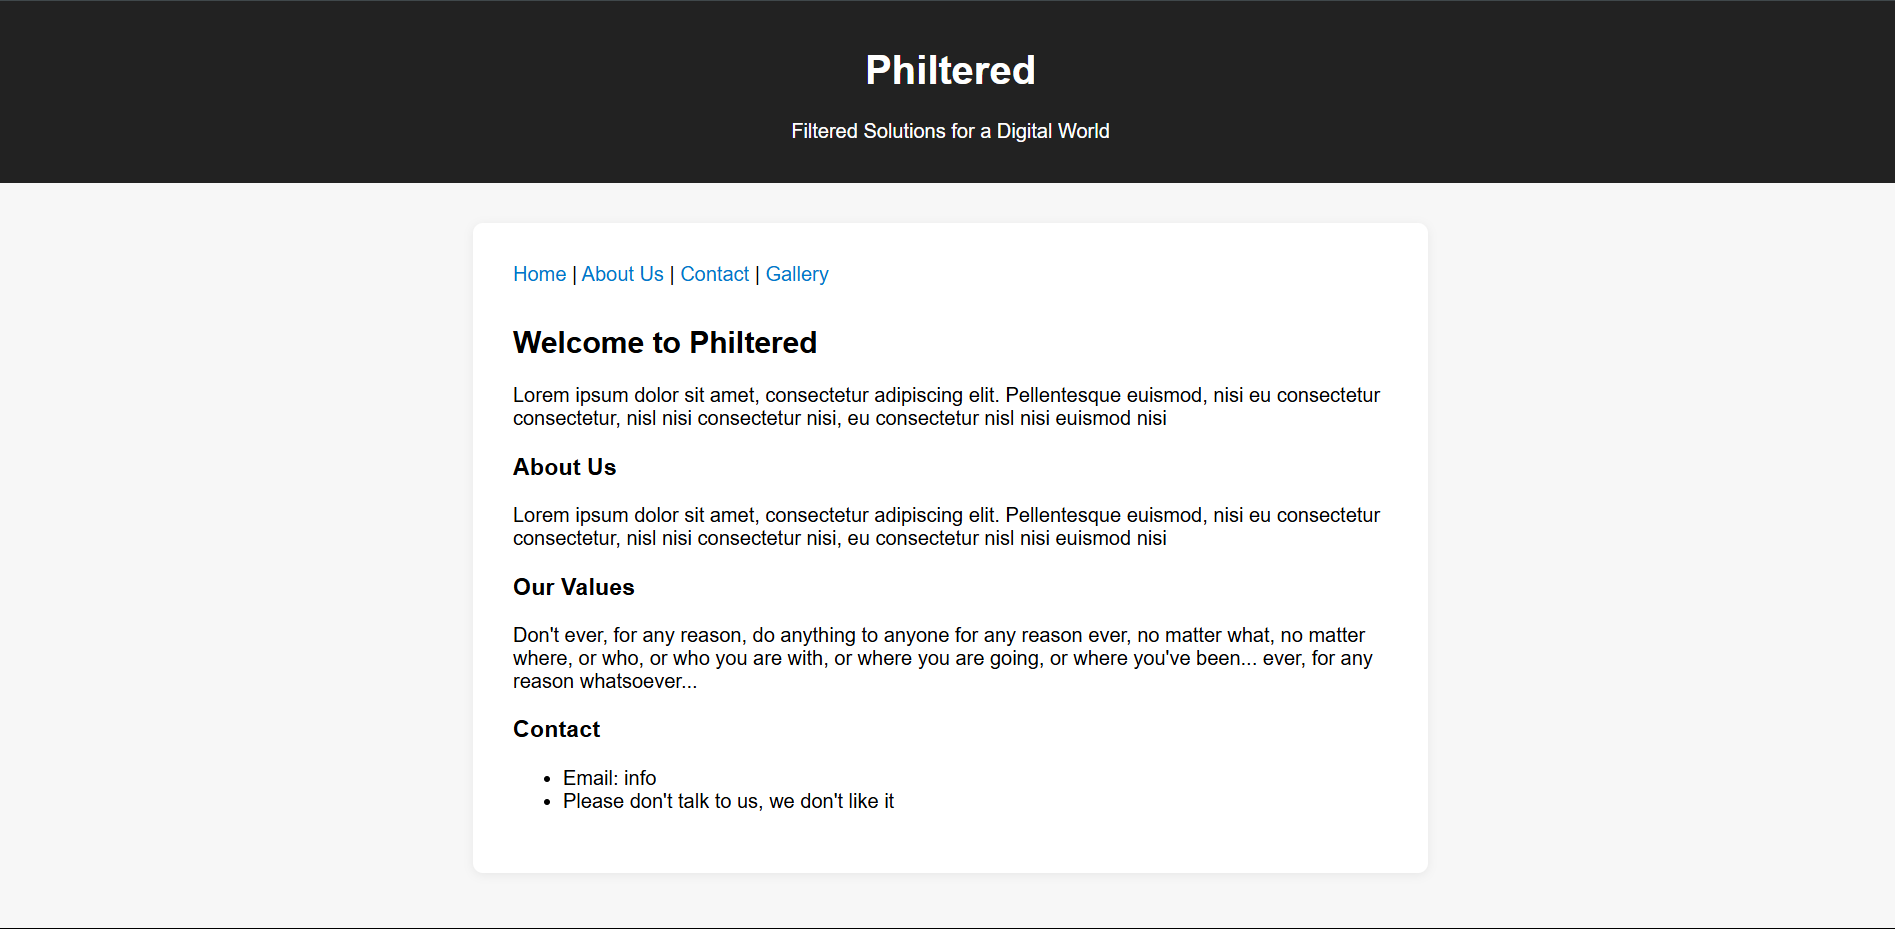 Philtered
Filtered Solutions for a Digital World
Home | About Us | Contact | Gallery
Welcome to Philtered
Lorem ipsum dolor sit amet, consectetur adipiscing elit. Pellentesque euismod, nisi eu consectetur
consectetur, nisl nisi consectetur nisi, eu consectetur nisl nisi euismod nisi
About Us
Lorem ipsum dolor sit amet, consectetur adipiscing elit. Pellentesque euismod, nisi eu consectetur
consectetur, nisl nisi consectetur nisi, eu consectetur nisl nisi euismod nisi
Our Values
Don't ever, for any reason, do anything to anyone for any reason ever, no matter what, no matter
where, or who, or who you are with, or where you are going, or where you've been... ever, for any
reason whatsoever...
Contact
• Email: info
• Please don't talk to us, we don't like it